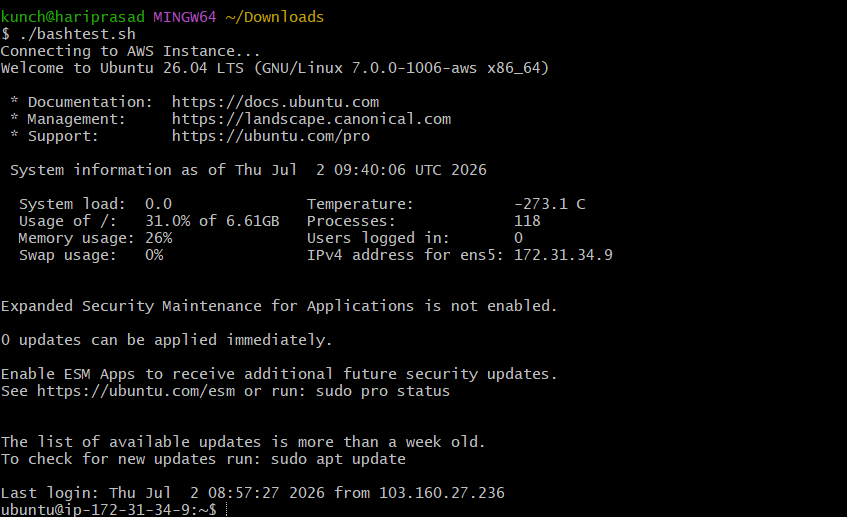 kunch@hariprasad MINGW64 ~/Downloads
$ ./bashtest.sh
Connecting to AWS Instance...
Welcome to Ubuntu 26.04 LTS (GNU/Linux 7.0.0-1006-aws x86_64)
* Documentation:  https://docs.ubuntu.com
* Management:     https://landscape.canonical.com
* Support:        https://ubuntu.com/pro
System information as of Thu Jul  2 09:40:06 UTC 2026
System load:  0.0               Temperature:           -273.1 C
Usage of /:   31.0% of 6.61GB   Processes:             118
Memory usage: 26%               Users logged in:       0
Swap usage:   0%                IPv4 address for ens5: 172.31.34.9
Expanded Security Maintenance for Applications is not enabled.
0 updates can be applied immediately.
Enable ESM Apps to receive additional future security updates.
See https://ubuntu.com/esm or run: sudo pro status
The list of available updates is more than a week old.
To check for new updates run: sudo apt update
Last login: Thu Jul  2 08:57:27 2026 from 103.160.27.236
ubuntu@ip-172-31-34-9:~$